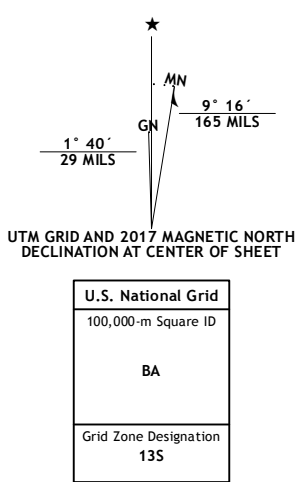 ★
MN
GN
9° 16´
165 MILS
1° 40´
29 MILS
UTM GRID AND 2017 MAGNETIC NORTH
DECLINATION AT CENTER OF SHEET
U.S. National Grid
100,000-m Square ID
BA
Grid Zone Designation
13S